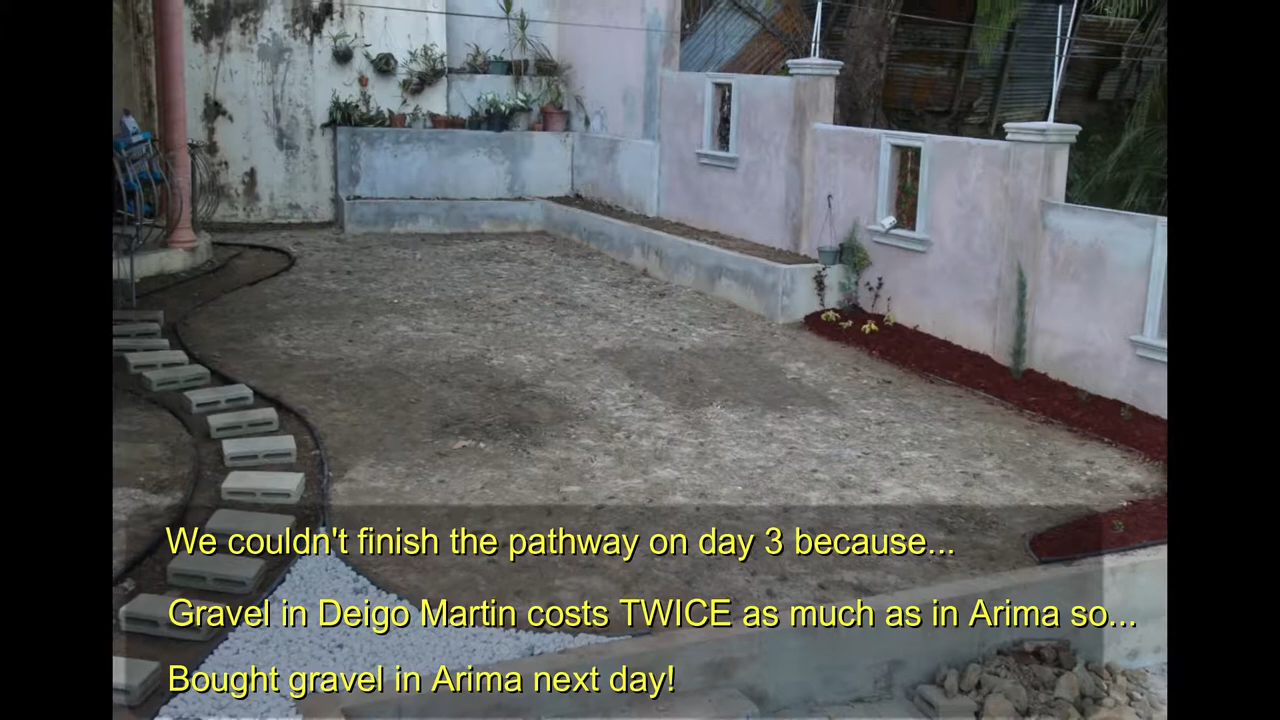 We couldn't finish the pathway on day 3 because...
Gravel in Deigo Martin costs TWICE as much as in Arima so...
Bought gravel in Arima next day!